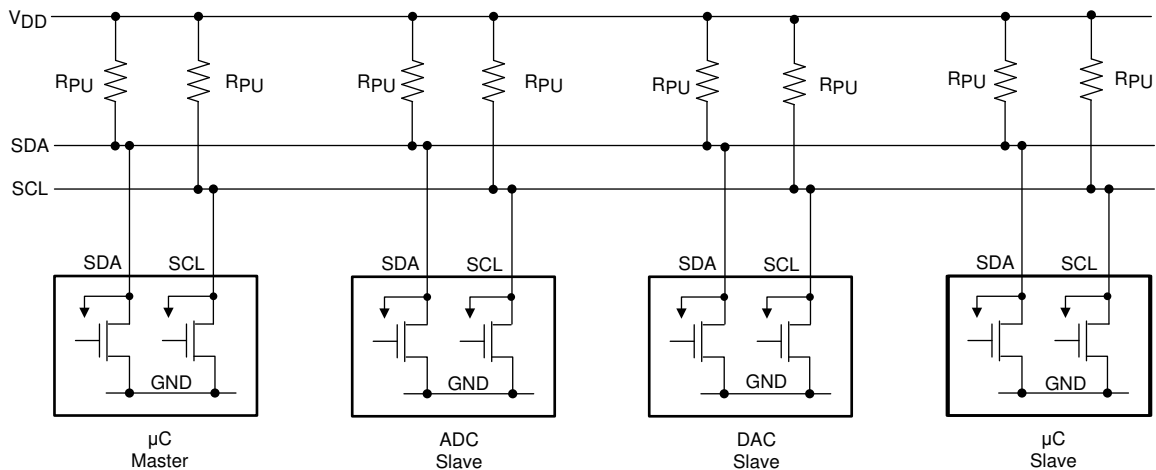 VDD
RPU RPU RPU RPU RPU RPU RPU RPU
SDA
SCL
SDA SCL SDA SCL SDA SCL SDA SCL
GND GND GND GND
µC
Master
ADC
Slave
DAC
Slave
µC
Slave